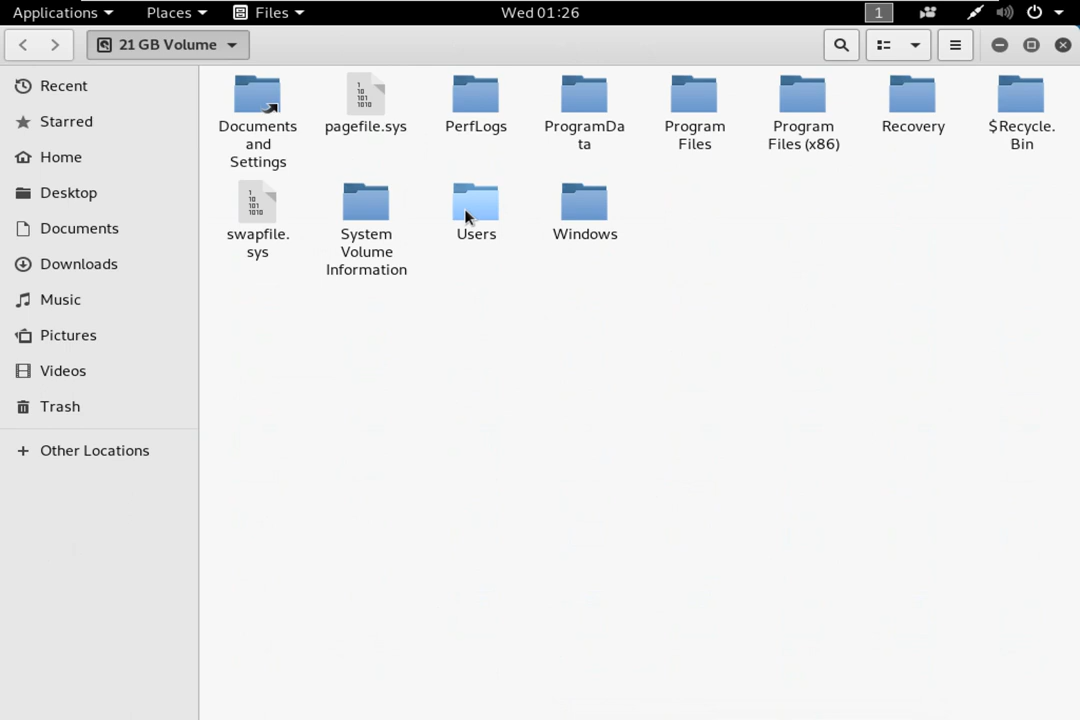 Applications Places Files Wed 01:26 1
21 GB Volume
Recent
Starred
Home
Desktop
Documents
Downloads
Music
Pictures
Videos
Trash
Other Locations
Documents
and
Settings
pagefile.sys
PerfLogs
ProgramDa
ta
Program
Files
Program
Files (x86)
Recovery
$Recycle.
Bin
swapfile.
sys
System
Volume
Information
Users
Windows